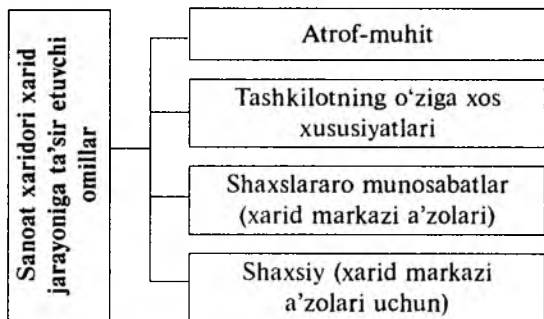 Sanoat xaridori xarid
jarayoniga ta’sir etuvchi
omillar
Atrof-muhit
Tashkilotning o‘ziga xos
xususiyatlari
Shaxslararo munosabatlar
(xarid markazi a’zolari)
Shaxsiy (xarid markazi
a’zolari uchun)